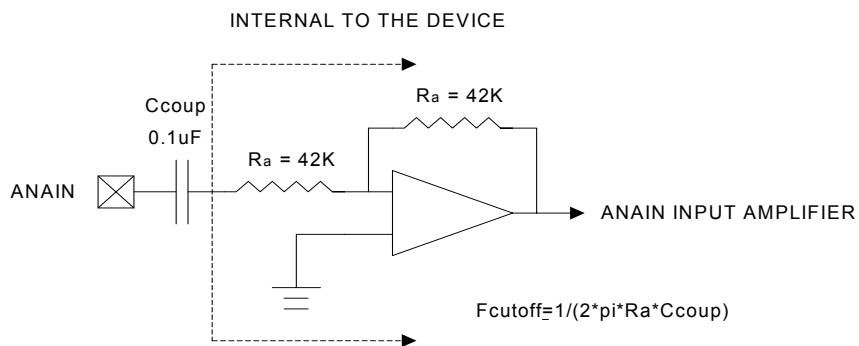 INTERNAL TO THE DEVICE
Ccoup
0.1uF
Ra = 42K
Ra = 42K
ANAIN
ANAIN INPUT AMPLIFIER
Fcutoff=1/(2*pi*Ra*Ccoup)